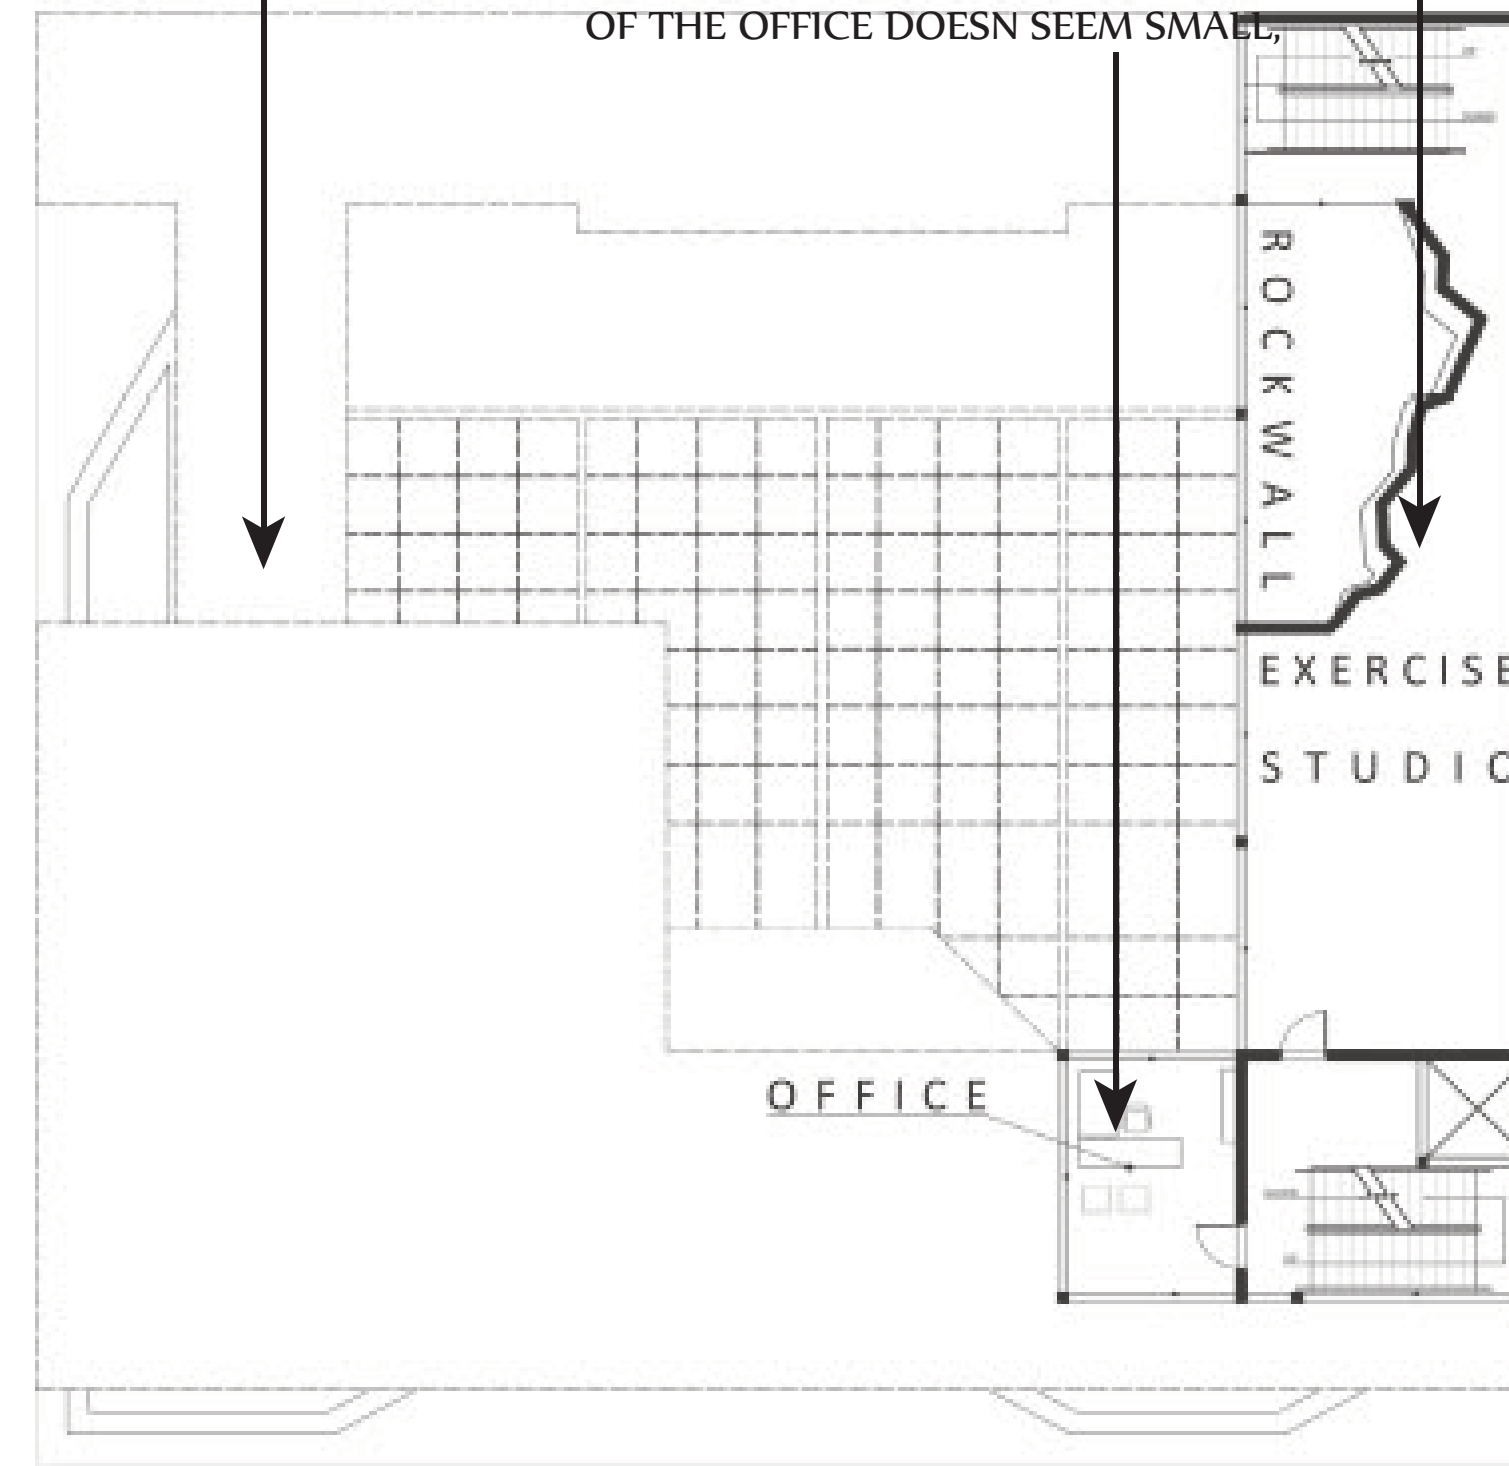 OF THE OFFICE DOESN SEEM SMALL,
ROCKWALL
EXERCISE
STUDIO
OFFICE